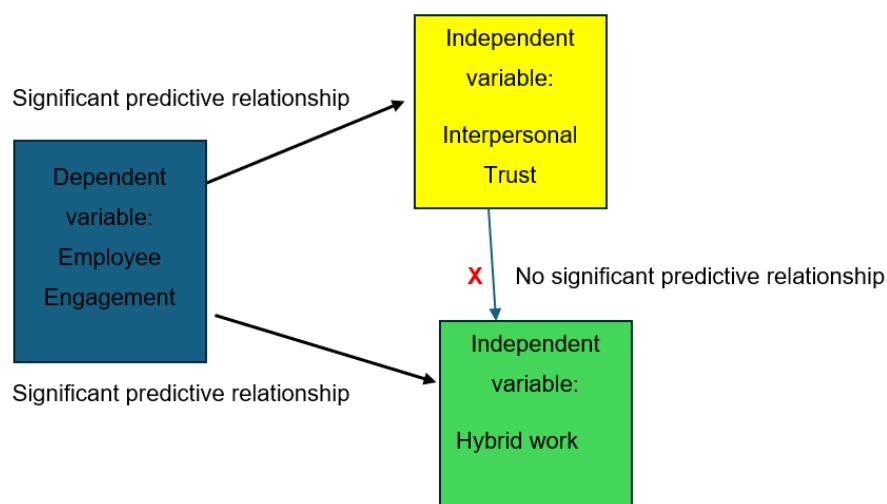 Independent
variable:
Interpersonal
Trust
Significant predictive relationship
Dependent
variable:
Employee
Engagement
X No significant predictive relationship
Independent
variable:
Hybrid work
Significant predictive relationship